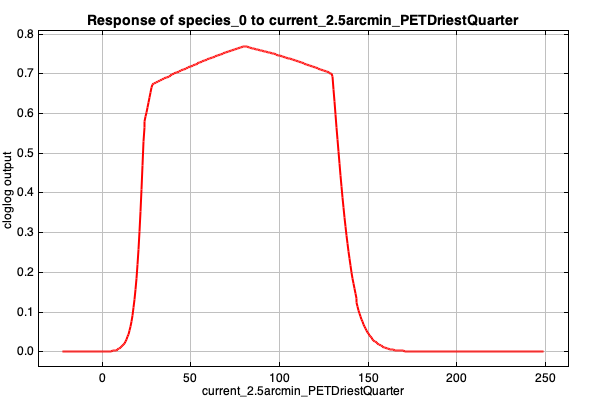 Response of species_0 to current_2.5arcmin_PETDriestQuarter
cloglog output
0.8
0.7
0.6
0.5
0.4
0.3
0.2
0.1
0.0
0 50 100 150 200 250
current_2.5arcmin_PETDriestQuarter